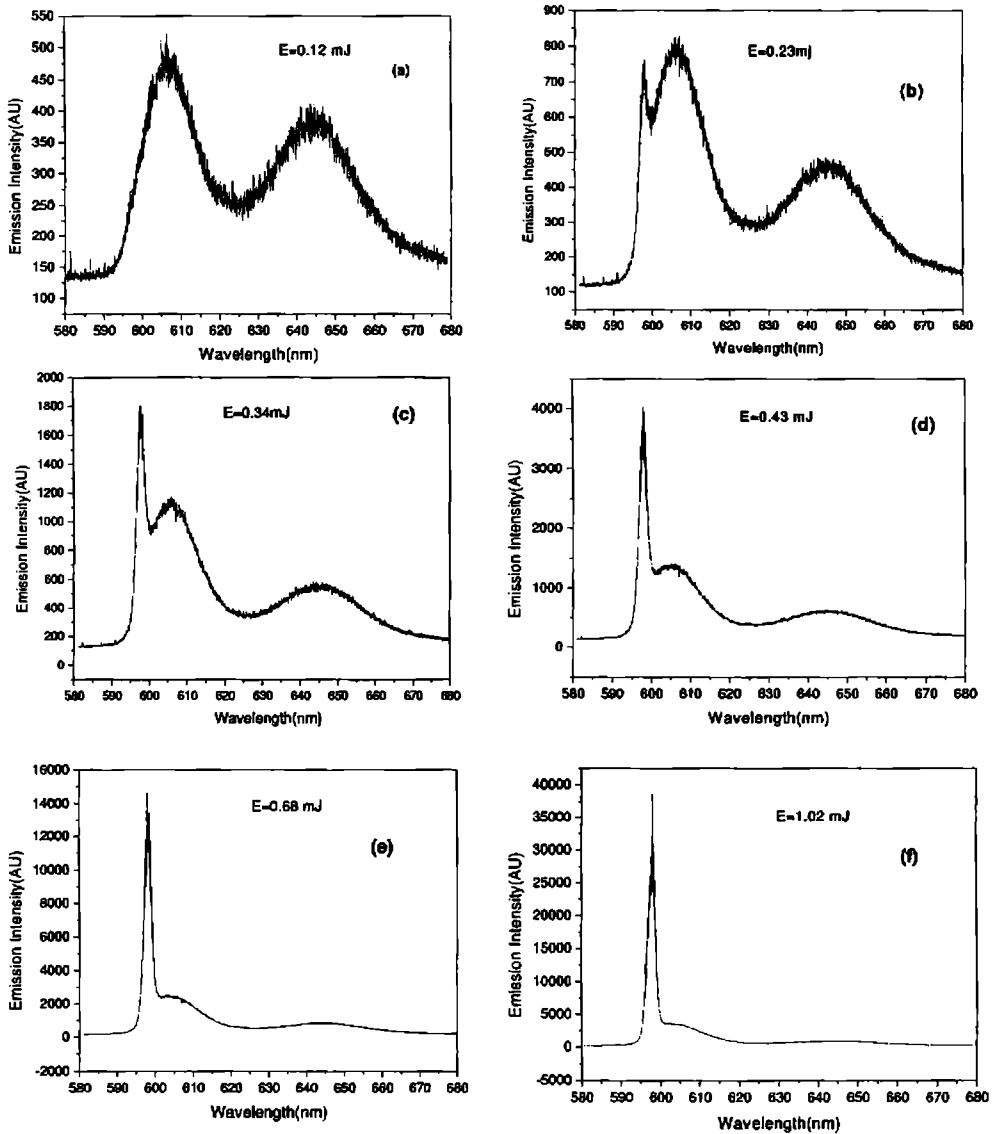 E=0.12 mJ
(a)
Emission Intensity(AU)
550
500
450
400
350
300
250
200
150
100
580 590 600 610 620 630 640 650 660 670 680
Wavelength(nm)
E=0.23mj
(b)
Emission Intensity(AU)
900
800
700
600
500
400
300
200
100
580 590 600 610 620 630 640 650 660 670 680
Wavelength(nm)
E=0.34mJ
(c)
Emission Intensity(AU)
2000
1800
1600
1400
1200
1000
800
600
400
200
0
580 590 600 610 620 630 640 650 660 670 680
Wavelength(nm)
E=0.43 mJ
(d)
Emission Intensity(AU)
4000
3000
2000
1000
0
580 590 600 610 620 630 640 650 660 670 680
Wavelength(nm)
E=0.68 mJ
(e)
Emission Intensity(AU)
16000
14000
12000
10000
8000
6000
4000
2000
0
-2000
580 590 600 610 620 630 640 650 660 670 680
Wavelength(nm)
E=1.02 mJ
(f)
Emission Intensity(AU)
40000
35000
30000
25000
20000
15000
10000
5000
0
-5000
580 590 600 610 620 630 640 650 660 670 680
Wavelength(nm)